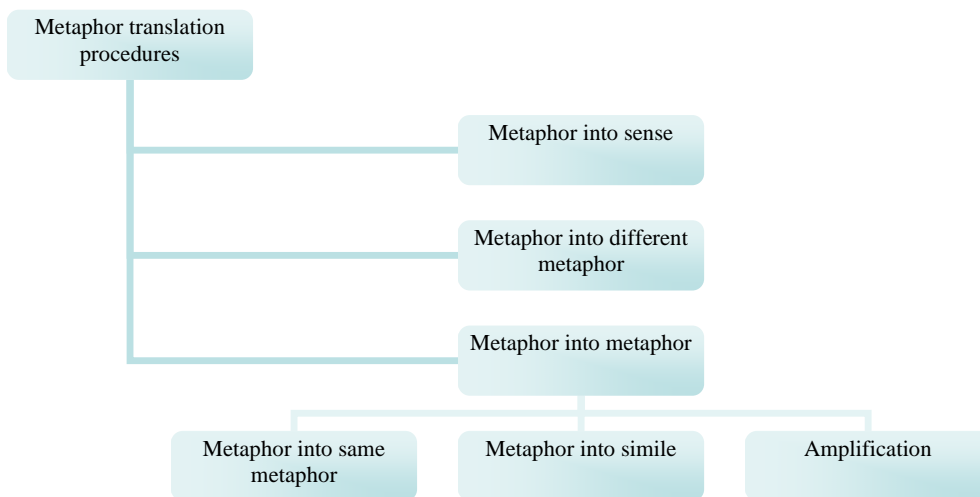 Metaphor translation
procedures
Metaphor into sense
Metaphor into different
metaphor
Metaphor into metaphor
Metaphor into same
metaphor
Metaphor into simile
Amplification